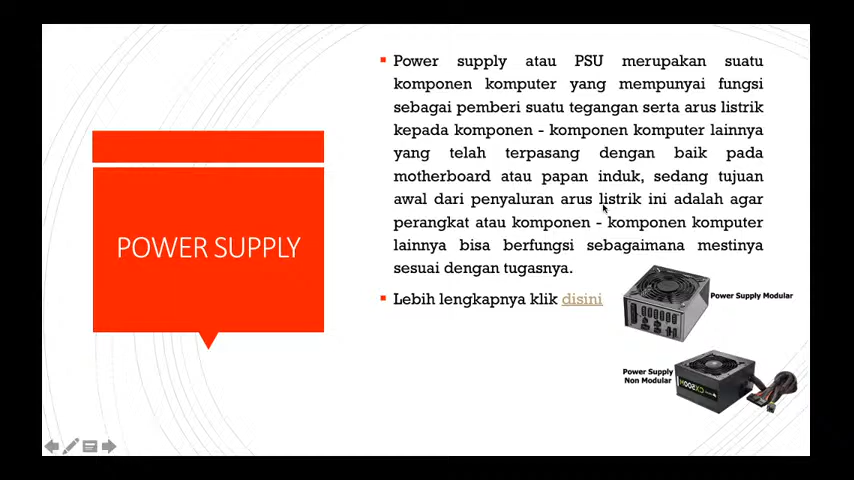 POWER SUPPLY
Power supply atau PSU merupakan suatu
komponen komputer yang mempunyai fungsi
sebagai pemberi suatu tegangan serta arus listrik
kepada komponen - komponen komputer lainnya
yang telah terpasang dengan baik pada
motherboard atau papan induk, sedang tujuan
awal dari penyaluran arus listrik ini adalah agar
perangkat atau komponen - komponen komputer
lainnya bisa berfungsi sebagaimana mestinya
sesuai dengan tugasnya.
Lebih lengkapnya klik disini
Power Supply Modular
Power Supply
Non Modular
CX500M